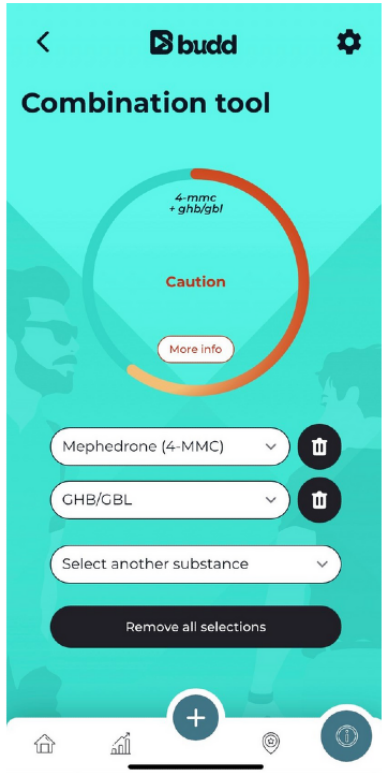 budd
Combination tool
4-mmc
+ ghb/gbl
Caution
More info
Mephedrone (4-MMC)
GHB/GBL
Select another substance
Remove all selections